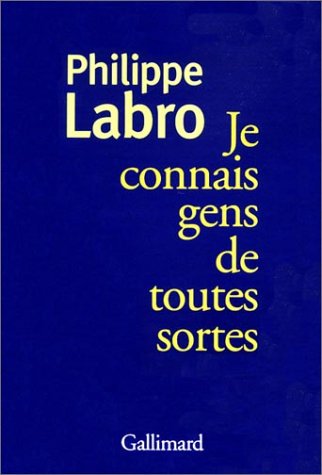 Philippe
Labro
Je
connais
gens
de
toutes
sortes
Gallimard